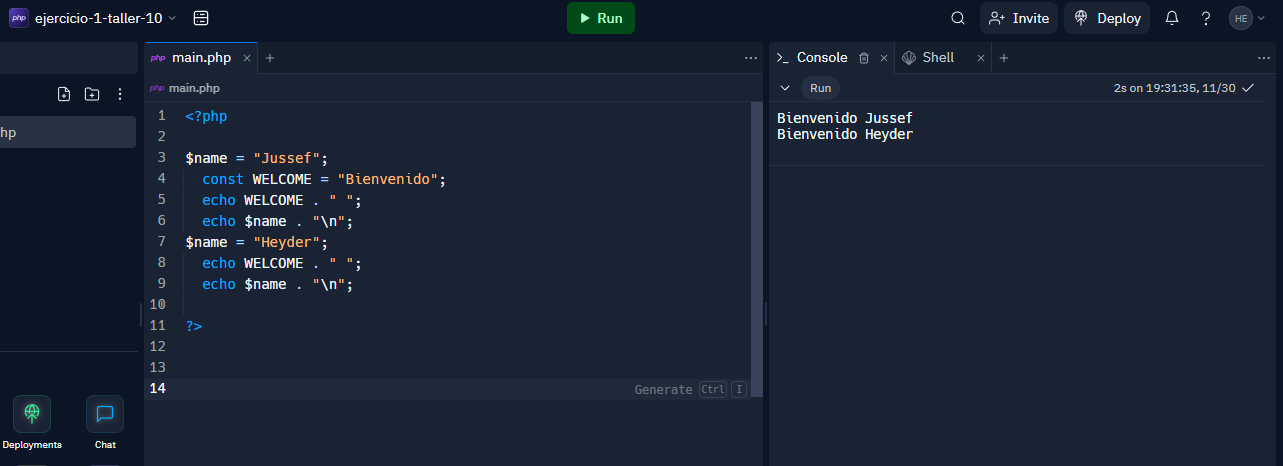 php ejercicio-1-taller-10
Run
Invite
Deploy
HE
php main.php
php main.php
hp
1 <?php
2
3 $name = "Jussef";
4 const WELCOME = "Bienvenido";
5 echo WELCOME . " ";
6 echo $name . "\n";
7 $name = "Heyder";
8 echo WELCOME . " ";
9 echo $name . "\n";
10
11 ?>
12
13
14 Generate Ctrl I
Deployments
Chat
Console
Shell
Run
2s on 19:31:35, 11/30
Bienvenido Jussef
Bienvenido Heyder